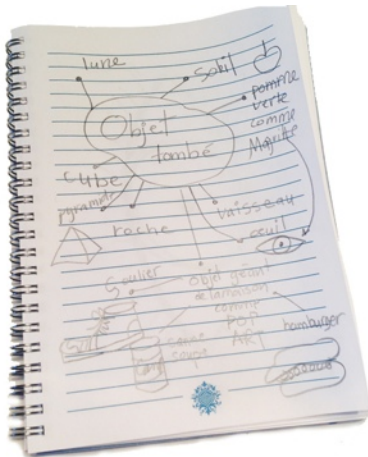 lune
soleil
pomme
verte
comme
Magritte
Objet
tombé
cube
pyramide
roche
vaisseau
oeuil
Soulier
Objet géant
de la maison
comme
POP
ART
hamburger
soupe